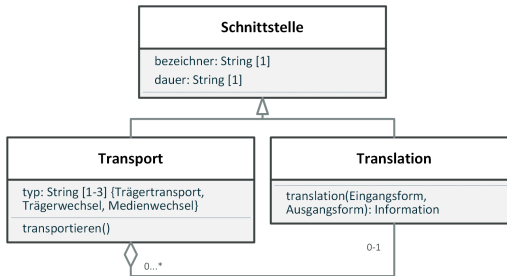 Schnittstelle
bezeichner: String [1]
dauer: String [1]
Transport
typ: String [1-3] {Trägertransport,
Trägerwechsel, Medienwechsel}
transportieren()
Translation
translation(Eingangsform,
Ausgangsform): Information
0-1
0...*